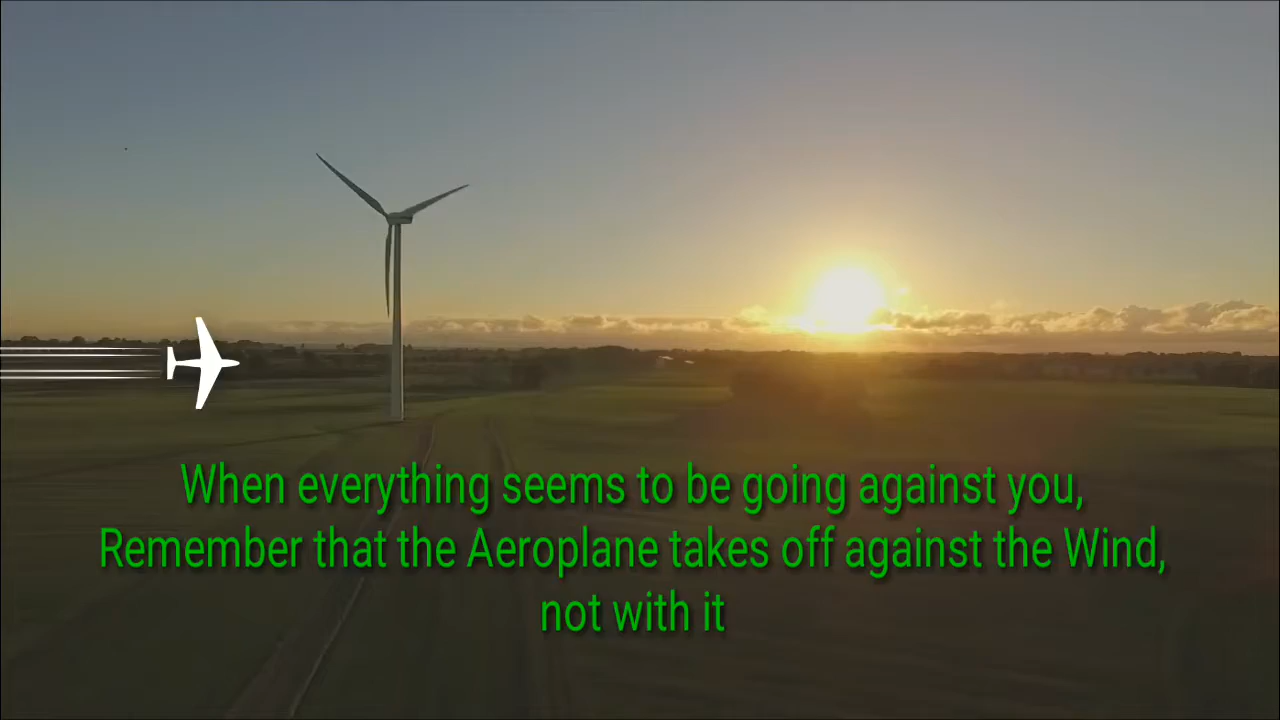 When everything seems to be going against you,
Remember that the Aeroplane takes off against the Wind,
not with it